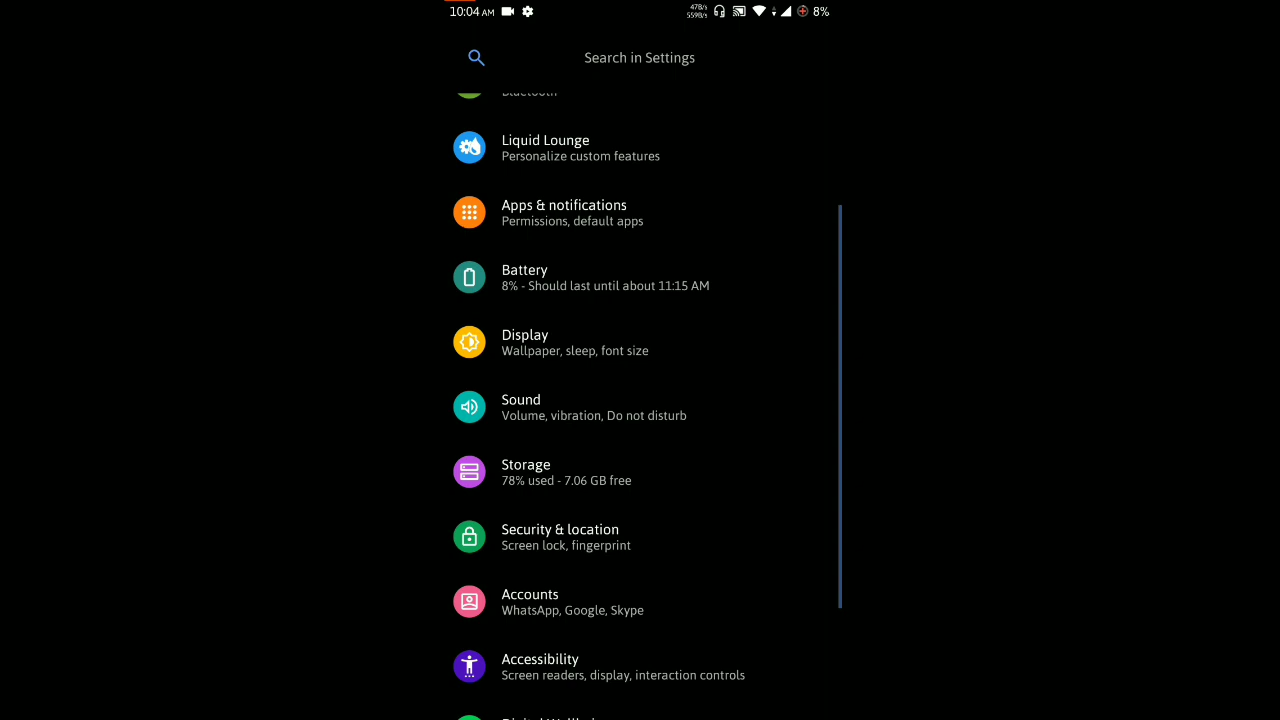 10:04 AM
47B/s
559B/s
8%
Search in Settings
Bluetooth
Liquid Lounge
Personalize custom features
Apps & notifications
Permissions, default apps
Battery
8% - Should last until about 11:15 AM
Display
Wallpaper, sleep, font size
Sound
Volume, vibration, Do not disturb
Storage
78% used - 7.06 GB free
Security & location
Screen lock, fingerprint
Accounts
WhatsApp, Google, Skype
Accessibility
Screen readers, display, interaction controls